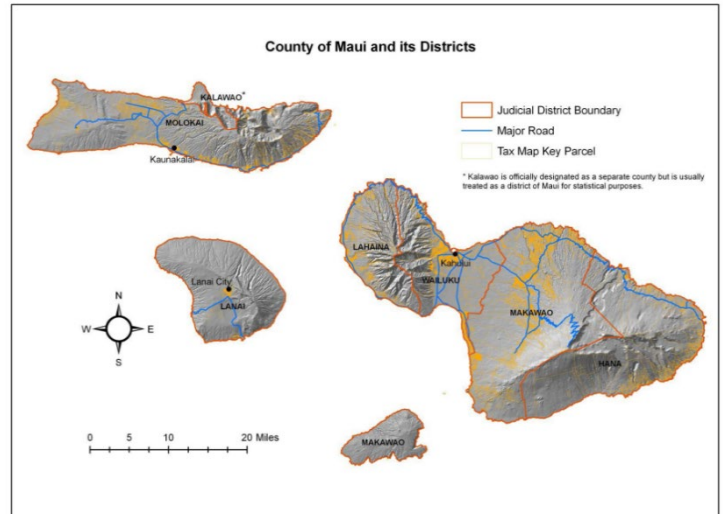 County of Maui and its Districts
KALAWAO*
MOLOKAI
Kaunakakai
Judicial District Boundary
Major Road
Tax Map Key Parcel
* Kalawao is officially designated as a separate county but is usually
treated as a district of Maui for statistical purposes.
LAHAINA
Kahului
WAILUKU
Lanai City
LANAI
MAKAWAO
HANA
N
W E
S
0 5 10 20 Miles
MAKAWAO